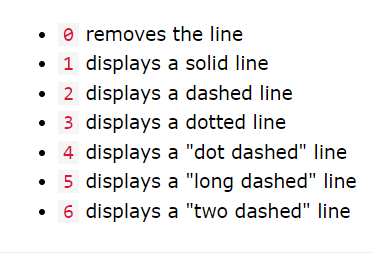 • 0 removes the line
• 1 displays a solid line
• 2 displays a dashed line
• 3 displays a dotted line
• 4 displays a "dot dashed" line
• 5 displays a "long dashed" line
• 6 displays a "two dashed" line